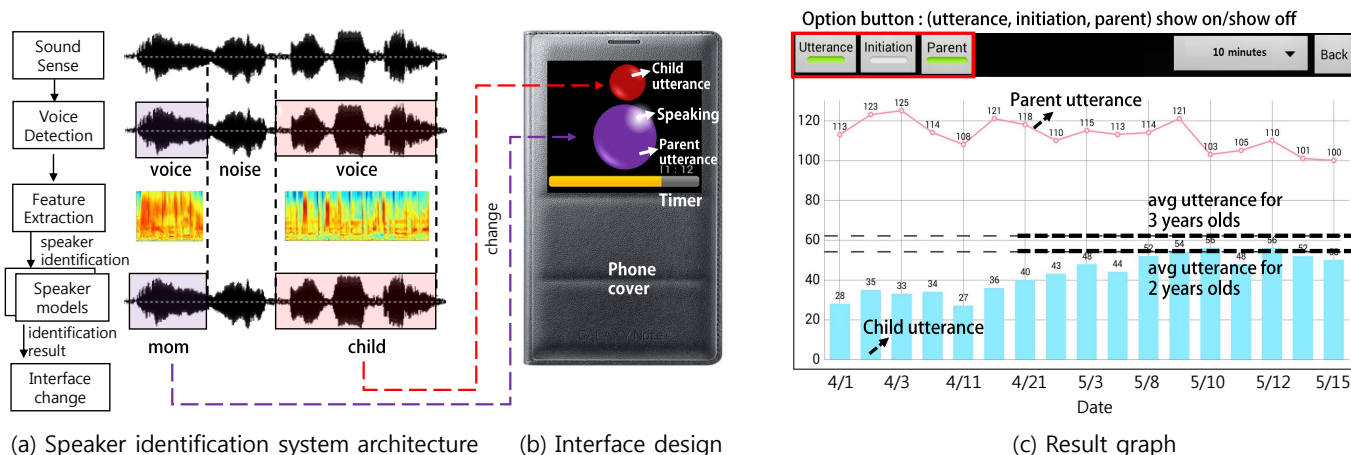 Sound
Sense
Voice
Detection
Feature
Extraction
speaker
identification
Speaker
models
identification
result
Interface
change
voice
noise
voice
mom
child
change
Child
utterance
Speaking
Parent
utterance
11:12
Timer
Phone
cover
Option button : (utterance, initiation, parent) show on/show off
Utterance
Initiation
Parent
10 minutes
Back
Parent utterance
113
123
125
114
108
121
118
110
115
113
114
121
103
105
110
101
100
avg utterance for
3 years olds
avg utterance for
2 years olds
Child utterance
28
35
33
34
27
36
40
43
48
44
52
54
56
48
56
52
120
100
80
60
40
20
0
4/1
4/3
4/11
4/21
5/3
5/8
5/10
5/12
5/15
Date
(a) Speaker identification system architecture
(b) Interface design
(c) Result graph